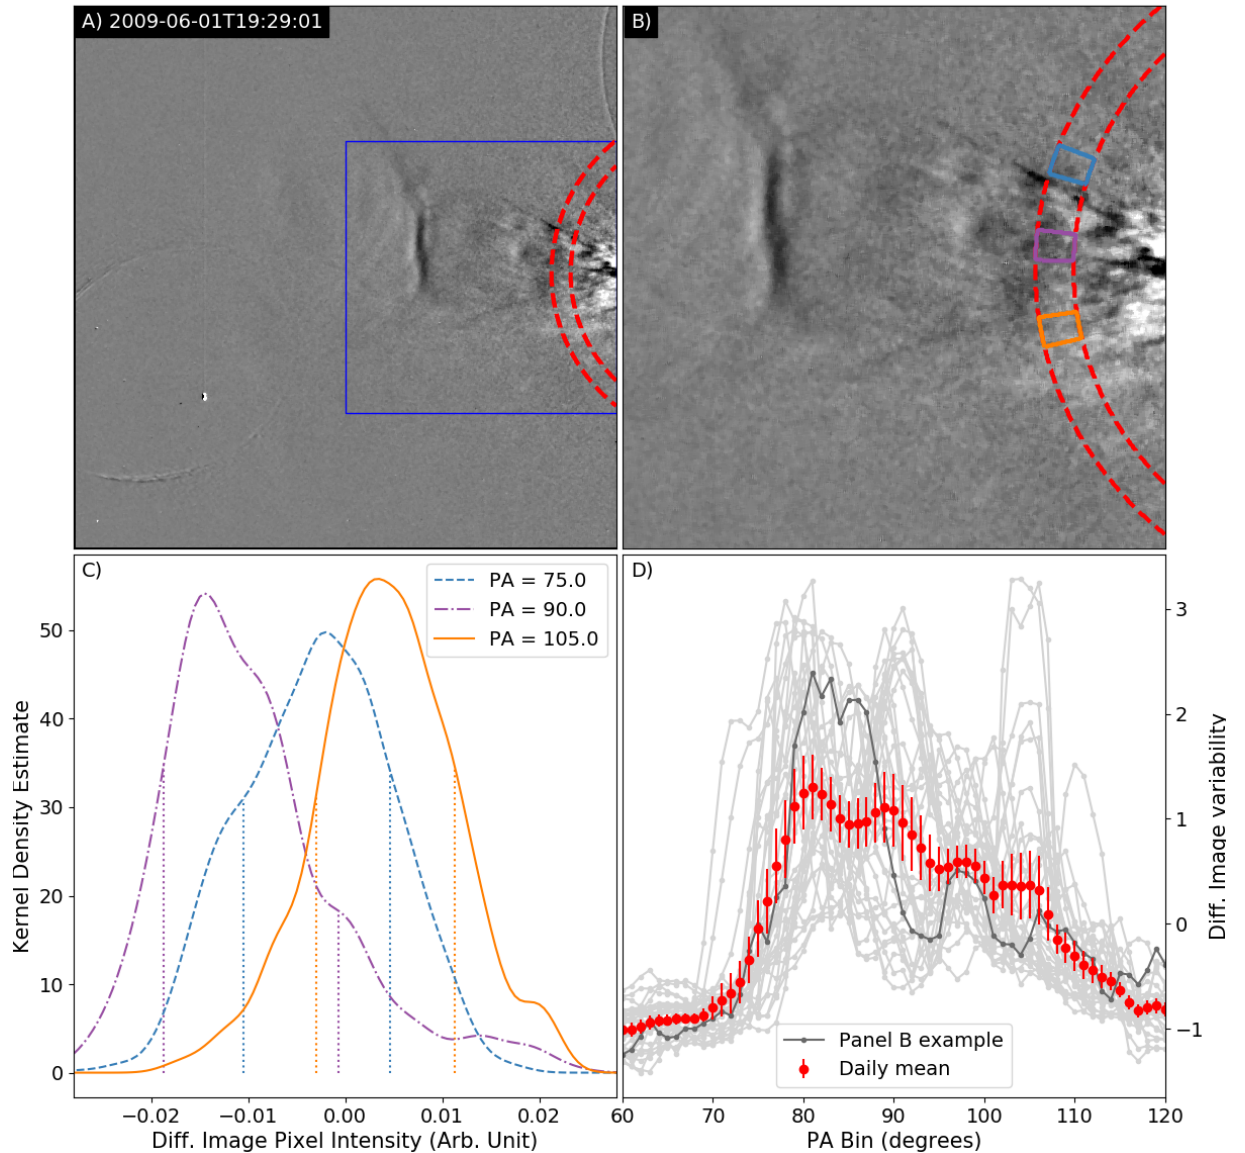 A) 2009-06-01T19:29:01
B)
C)
PA = 75.0
PA = 90.0
PA = 105.0
50
40
30
20
10
0
Kernel Density Estimate
−0.02 −0.01 0.00 0.01 0.02
Diff. Image Pixel Intensity (Arb. Unit)
D)
3
2
1
0
−1
Diff. Image variability
Panel B example
Daily mean
60 70 80 90 100 110 120
PA Bin (degrees)